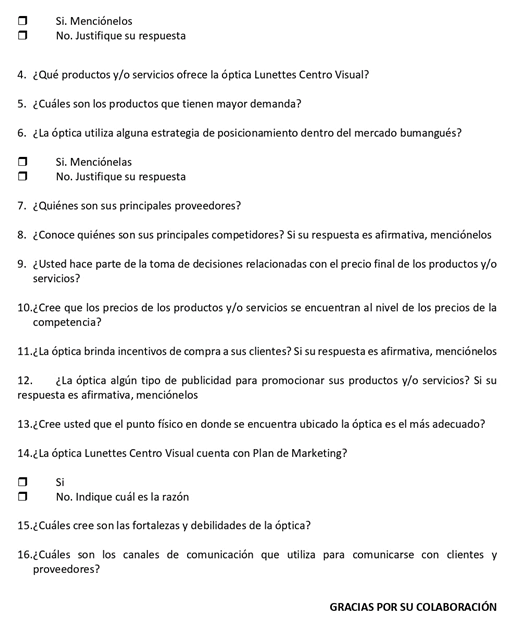 ☐ Si. Menciónelos
☐ No. Justifique su respuesta
4. ¿Qué productos y/o servicios ofrece la óptica Lunettes Centro Visual?
5. ¿Cuáles son los productos que tienen mayor demanda?
6. ¿La óptica utiliza alguna estrategia de posicionamiento dentro del mercado bumangués?
☐ Si. Menciónelas
☐ No. Justifique su respuesta
7. ¿Quiénes son sus principales proveedores?
8. ¿Conoce quiénes son sus principales competidores? Si su respuesta es afirmativa, menciónelos
9. ¿Usted hace parte de la toma de decisiones relacionadas con el precio final de los productos y/o
servicios?
10.¿Cree que los precios de los productos y/o servicios se encuentran al nivel de los precios de la
competencia?
11.¿La óptica brinda incentivos de compra a sus clientes? Si su respuesta es afirmativa, menciónelos
12. ¿La óptica algún tipo de publicidad para promocionar sus productos y/o servicios? Si su
respuesta es afirmativa, menciónelos
13.¿Cree usted que el punto físico en donde se encuentra ubicado la óptica es el más adecuado?
14.¿La óptica Lunettes Centro Visual cuenta con Plan de Marketing?
☐ Si
☐ No. Indique cuál es la razón
15.¿Cuáles cree son las fortalezas y debilidades de la óptica?
16.¿Cuáles son los canales de comunicación que utiliza para comunicarse con clientes y
proveedores?
GRACIAS POR SU COLABORACIÓN